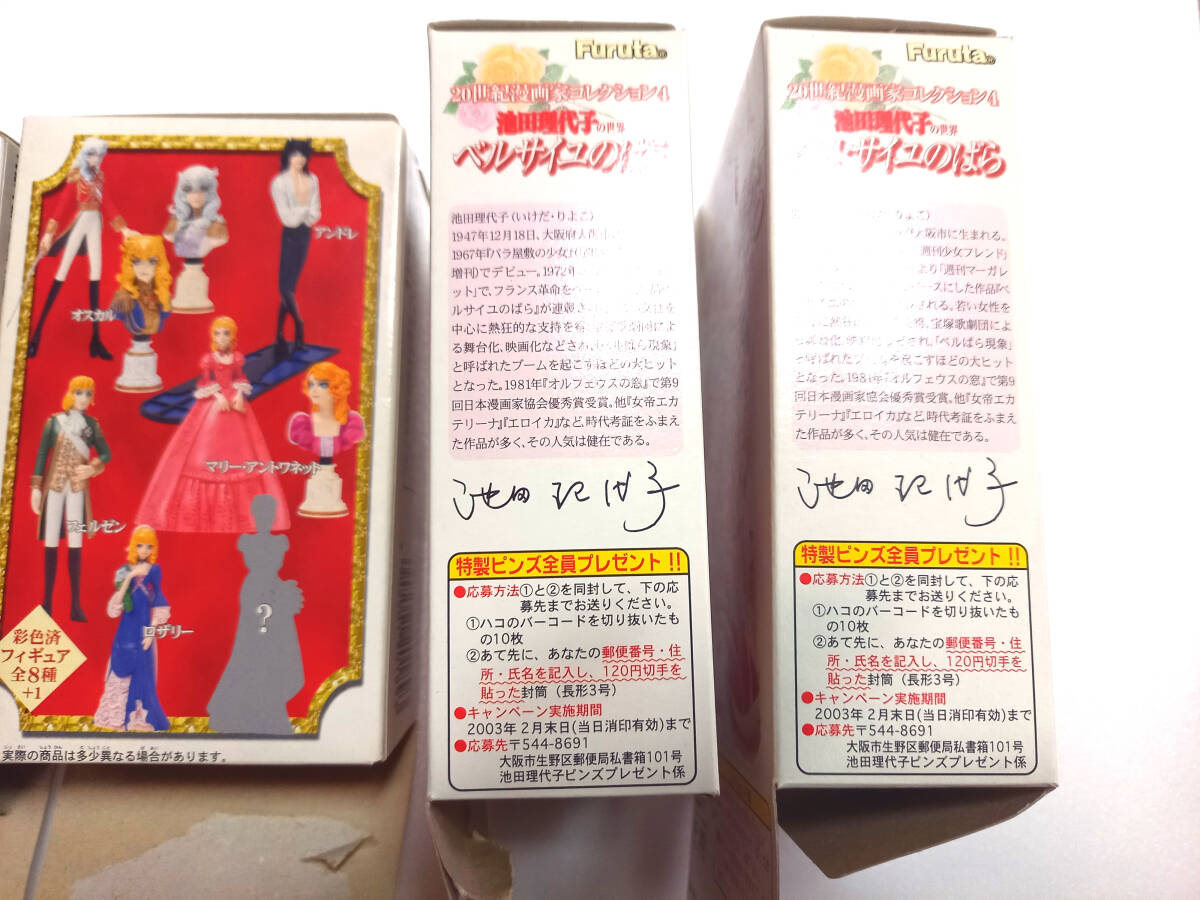 アンドレ
オスカル
マリー・アントワネット
フェルゼン
ロザリー
?
彩色済
フィギュア
全8種
+1
実際の商品は多少異なる場合があります。
Furuta®
20世紀漫画家コレクション4
池田理代子の世界
ベルサイユのば
池田理代子(いけだ・りよこ)
1947年12月18日、大阪府大阪市
1967年『バラ屋敷の少女』
増刊)でデビュー。1972年
ット」で、フランス革命をベ
ルサイユのばら』が連載され
中心に熱狂的な支持を
る舞台化、映画化などされ、「ベルばら現象」
と呼ばれたブームを起こすほどの大ヒット
となった。1981年『オルフェウスの窓』で第9
回日本漫画家協会優秀賞受賞。他『女帝エカ
テリーナ』『エロイカ』など、時代考証をふまえ
た作品が多く、その人気は健在である。
池田理代子
特製ピンズ全員プレゼント!!
●応募方法①と②を同封して、下の応
募先までお送りください。
①ハコのバーコードを切り抜いたも
の10枚
②あて先に、あなたの郵便番号・住
所・氏名を記入し、120円切手を
貼った封筒(長形3号)
●キャンペーン実施期間
2003年2月末日(当日消印有効)まで
●応募先〒544-8691
大阪市生野区郵便局私書箱101号
池田理代子ピンズプレゼント係
Furuta®
20世紀漫画家コレクション4
池田理代子の世界
ルサイユのばら
大阪市に生まれる。
週刊少女フレンド」
より「週刊マーガレ
ースにした作品『ベ
される。若い女性を
宝塚歌劇団によ
され、「ベルばら現象」
と呼ばれたブームを起こすほどの大ヒット
となった。1981年『オルフェウスの窓』で第9
回日本漫画家協会優秀賞受賞。他『女帝エカ
テリーナ』『エロイカ』など、時代考証をふまえ
た作品が多く、その人気は健在である。
池田理代子
特製ピンズ全員プレゼント!!
●応募方法①と②を同封して、下の応
募先までお送りください。
①ハコのバーコードを切り抜いたも
の10枚
②あて先に、あなたの郵便番号・住
所・氏名を記入し、120円切手を
貼った封筒(長形3号)
●キャンペーン実施期間
2003年2月末日(当日消印有効)まで
●応募先〒544-8691
大阪市生野区郵便局私書箱101号
池田理代子ピンズプレゼント係